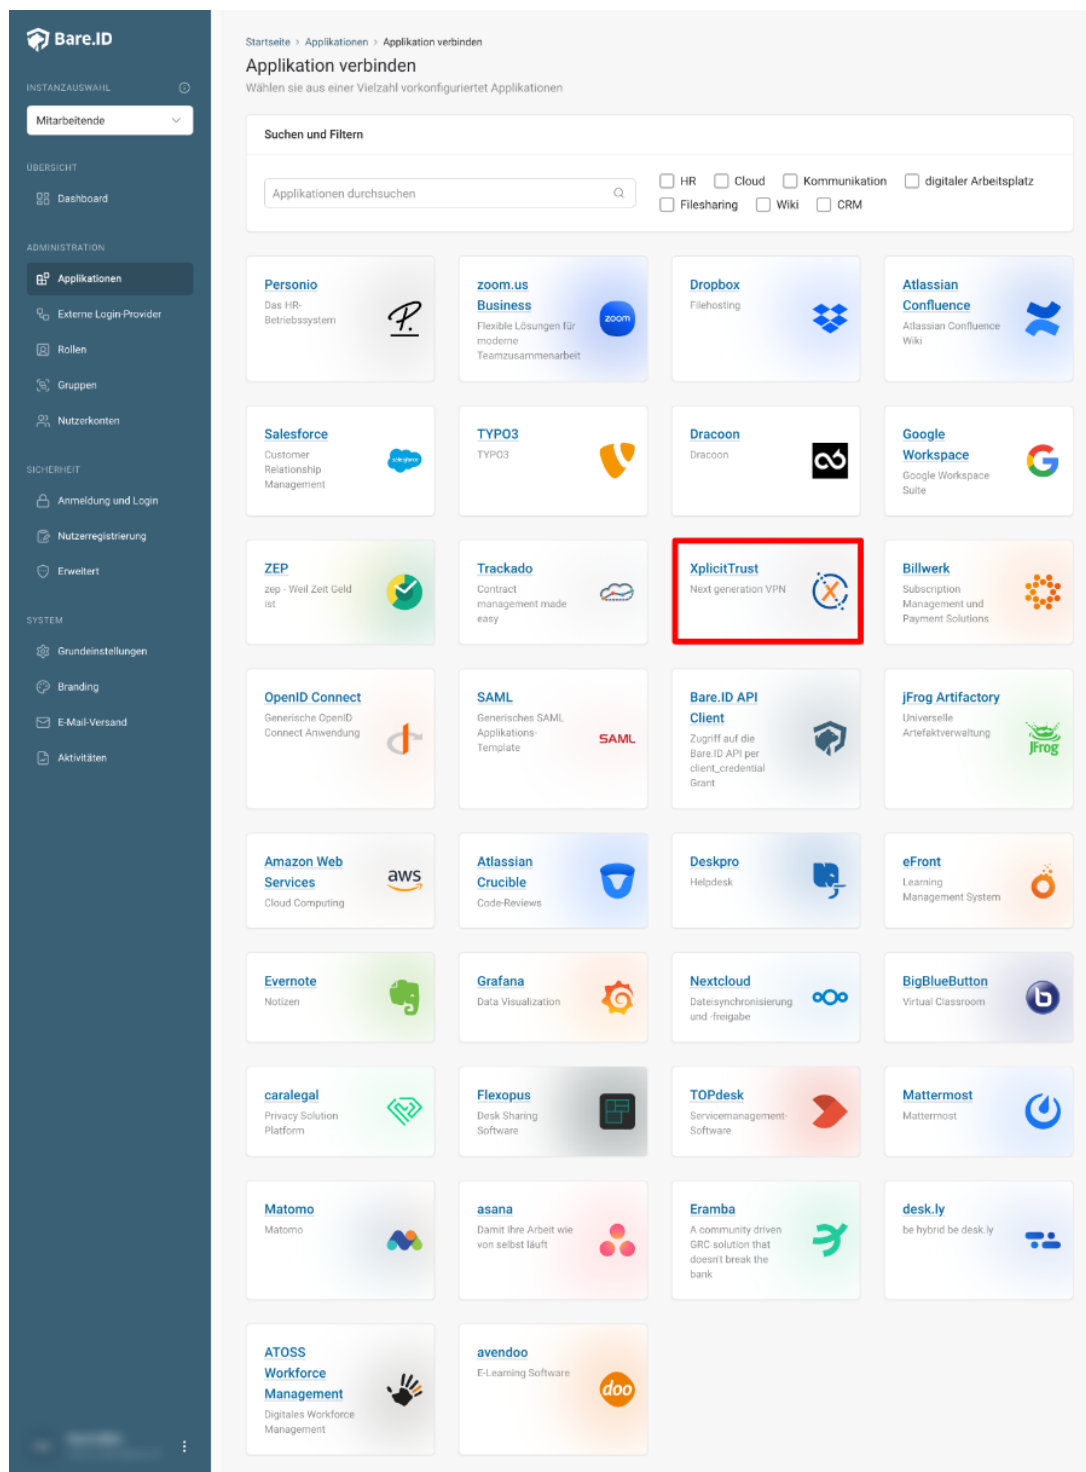 Bare.ID
INSTANZAUSWAHL
Mitarbeitende
ÜBERSICHT
Dashboard
ADMINISTRATION
Applikationen
Externe Login-Provider
Rollen
Gruppen
Nutzerkonten
SICHERHEIT
Anmeldung und Login
Nutzerregistrierung
Erweitert
SYSTEM
Grundeinstellungen
Branding
E-Mail-Versand
Aktivitäten
Startseite > Applikationen > Applikation verbinden
Applikation verbinden
Wählen sie aus einer Vielzahl vorkonfiguriertet Applikationen
Suchen und Filtern
Applikationen durchsuchen
HR Cloud Kommunikation digitaler Arbeitsplatz
Filesharing Wiki CRM
Personio
Das HR-
Betriebssystem
P.
zoom.us
Business
Flexible Lösungen für
moderne
Teamzusammenarbeit
zoom
Dropbox
Filehosting
Atlassian
Confluence
Atlassian Confluence
Wiki
Salesforce
Customer
Relationship
Management
salesforce
TYPO3
TYPO3
Dracoon
Dracoon
Google
Workspace
Google Workspace
Suite
ZEP
zep - Weil Zeit Geld
ist
Trackado
Contract
management made
easy
XplicitTrust
Next generation VPN
Billwerk
Subscription
Management und
Payment Solutions
OpenID Connect
Generische OpenID
Connect Anwendung
SAML
Generisches SAML
Applikations-
Template
SAML
Bare.ID API
Client
Zugriff auf die
Bare.ID API per
client_credential
Grant
jFrog Artifactory
Universelle
Artefaktverwaltung
JFrog
Amazon Web
Services
Cloud Computing
aws
Atlassian
Crucible
Code-Reviews
Deskpro
Helpdesk
eFront
Learning
Management System
Evernote
Notizen
Grafana
Data Visualization
Nextcloud
Dateisynchronisierung
und -freigabe
BigBlueButton
Virtual Classroom
b
caralegal
Privacy Solution
Platform
Flexopus
Desk Sharing
Software
TOPdesk
Servicemanagement-
Software
Mattermost
Mattermost
Matomo
Matomo
asana
Damit Ihre Arbeit wie
von selbst läuft
Eramba
A community driven
GRC solution that
doesn't break the
bank
desk.ly
be hybrid be desk.ly
ATOSS
Workforce
Management
Digitales Workforce
Management
avendoo
E-Learning Software
doo